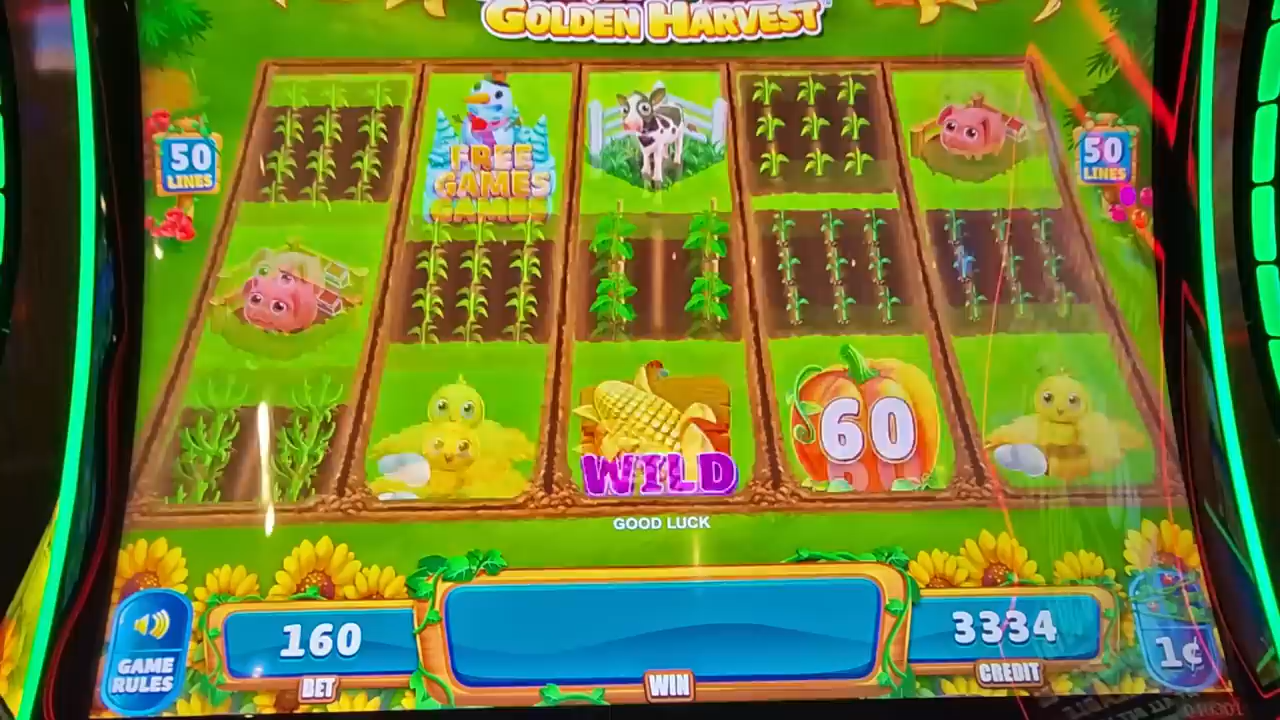 GOLDEN HARVEST
50
LINES
50
LINES
FREE
GAMES
GAMES
WILD
60
GOOD LUCK
160
BET
WIN
3334
CREDIT
GAME
RULES
1¢